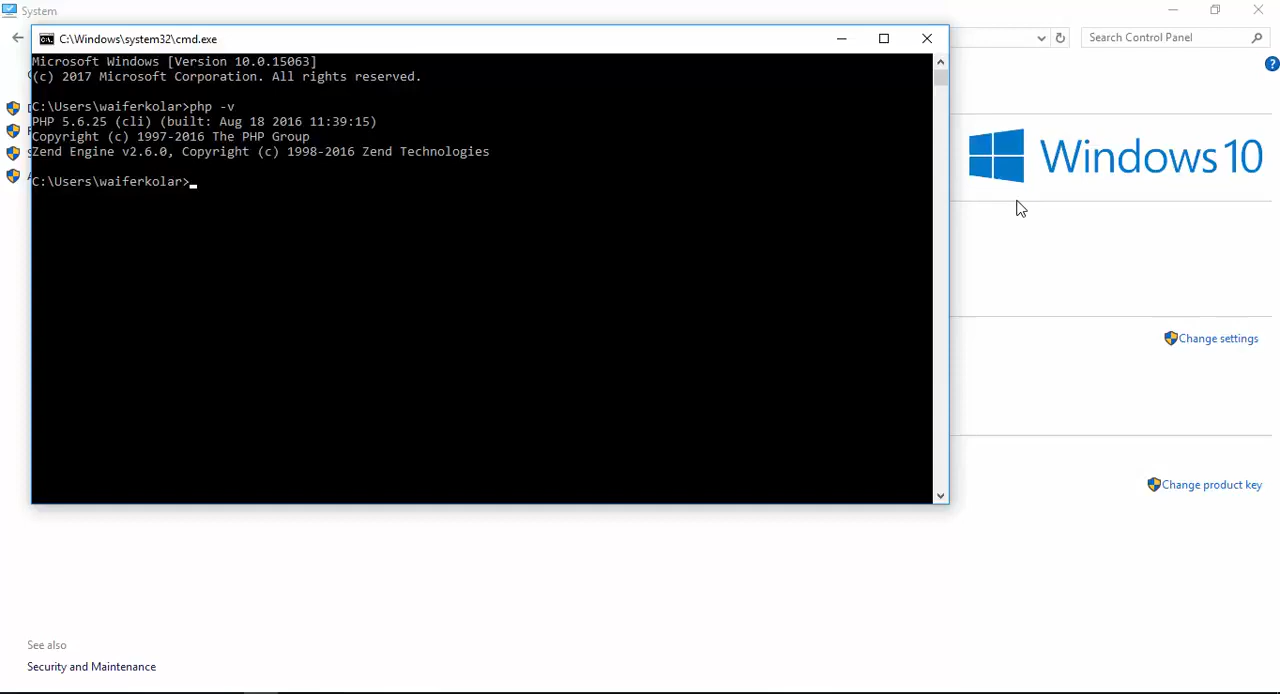 System
C:\Windows\system32\cmd.exe
Search Control Panel
Microsoft Windows [Version 10.0.15063]
(c) 2017 Microsoft Corporation. All rights reserved.
C:\Users\waiferkolar>php -v
PHP 5.6.25 (cli) (built: Aug 18 2016 11:39:15)
Copyright (c) 1997-2016 The PHP Group
Zend Engine v2.6.0, Copyright (c) 1998-2016 Zend Technologies
C:\Users\waiferkolar>
Windows 10
Change settings
Change product key
See also
Security and Maintenance